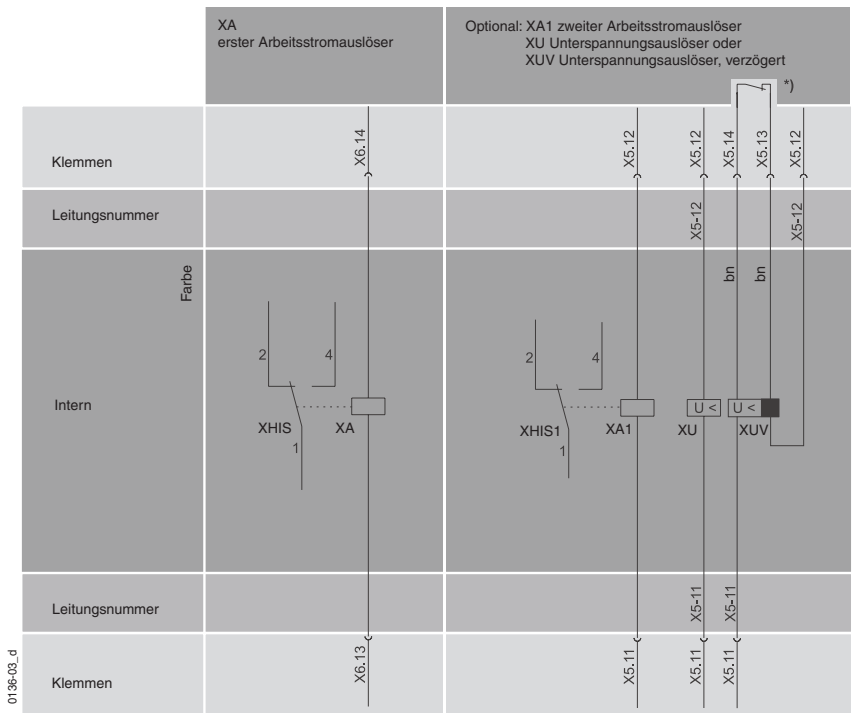 XA
erster Arbeitsstromauslöser
Optional: XA1 zweiter Arbeitsstromauslöser
XU Unterspannungsauslöser oder
XUV Unterspannungsauslöser, verzögert
*)
Klemmen
X6.14
X5.12
X5.12
X5.14
X5.13
X5.12
Leitungsnummer
X5-12
X5-12
Farbe
bn
bn
Intern
2
4
XHIS
XA
1
2
4
XHIS1
XA1
1
U <
XU
U <
XUV
Leitungsnummer
X5-11
X5-11
Klemmen
X6.13
X5.11
X5.11
X5.11
0136-03_d